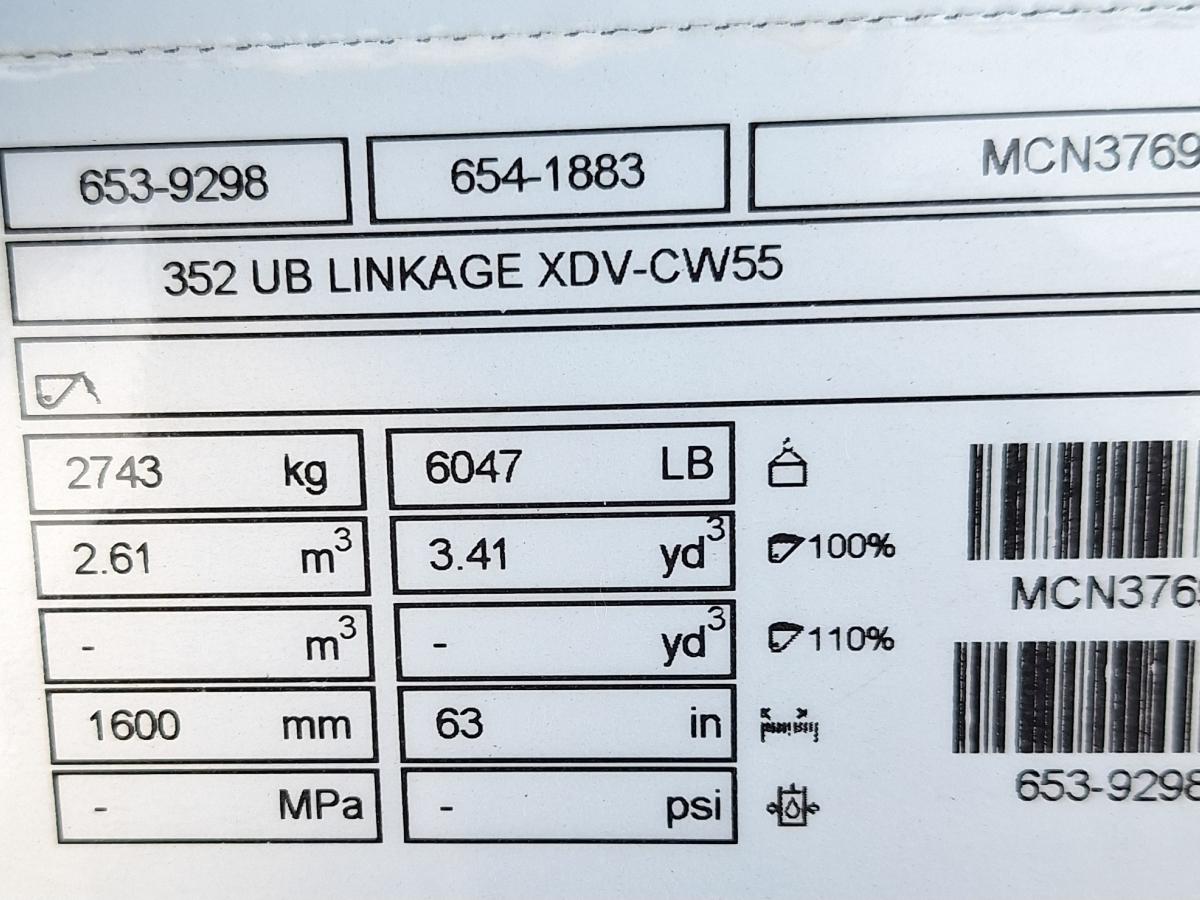 653-9298 654-1883 MCN3769
352 UB LINKAGE XDV-CW55
2743 kg 6047 LB
2.61 m³ 3.41 yd³ 100%
- m³ - yd³ 110%
MCN3769
1600 mm 63 in
653-9298
- MPa - psi